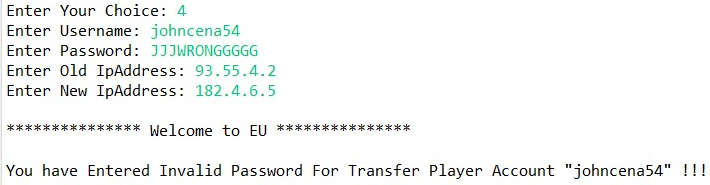 Enter Your Choice: 4
Enter Username: johncena54
Enter Password: JJJWRONGGGGG
Enter Old IpAddress: 93.55.4.2
Enter New IpAddress: 182.4.6.5
*************** Welcome to EU ***************
You have Entered Invalid Password For Transfer Player Account "johncena54" !!!